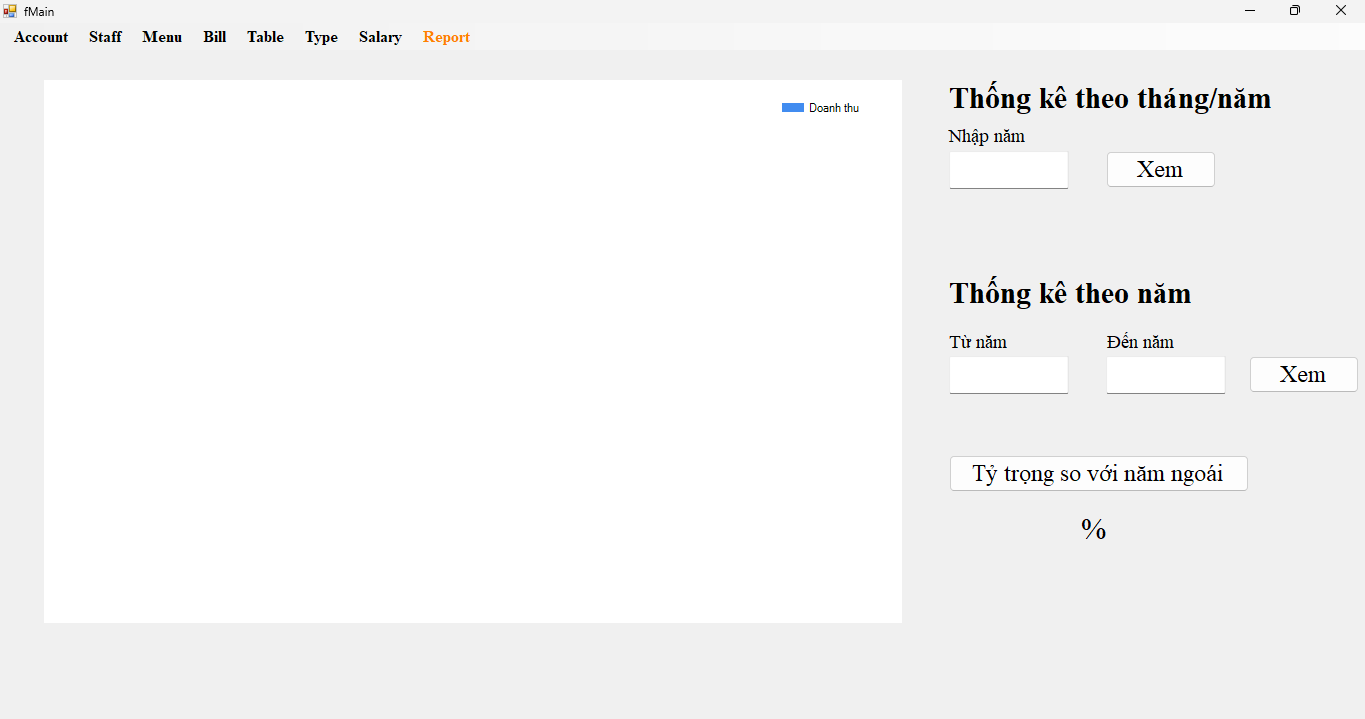 fMain
Account Staff Menu Bill Table Type Salary Report
Doanh thu
Thống kê theo tháng/năm
Nhập năm
Xem
Thống kê theo năm
Từ năm Đến năm
Xem
Tỷ trọng so với năm ngoái
%